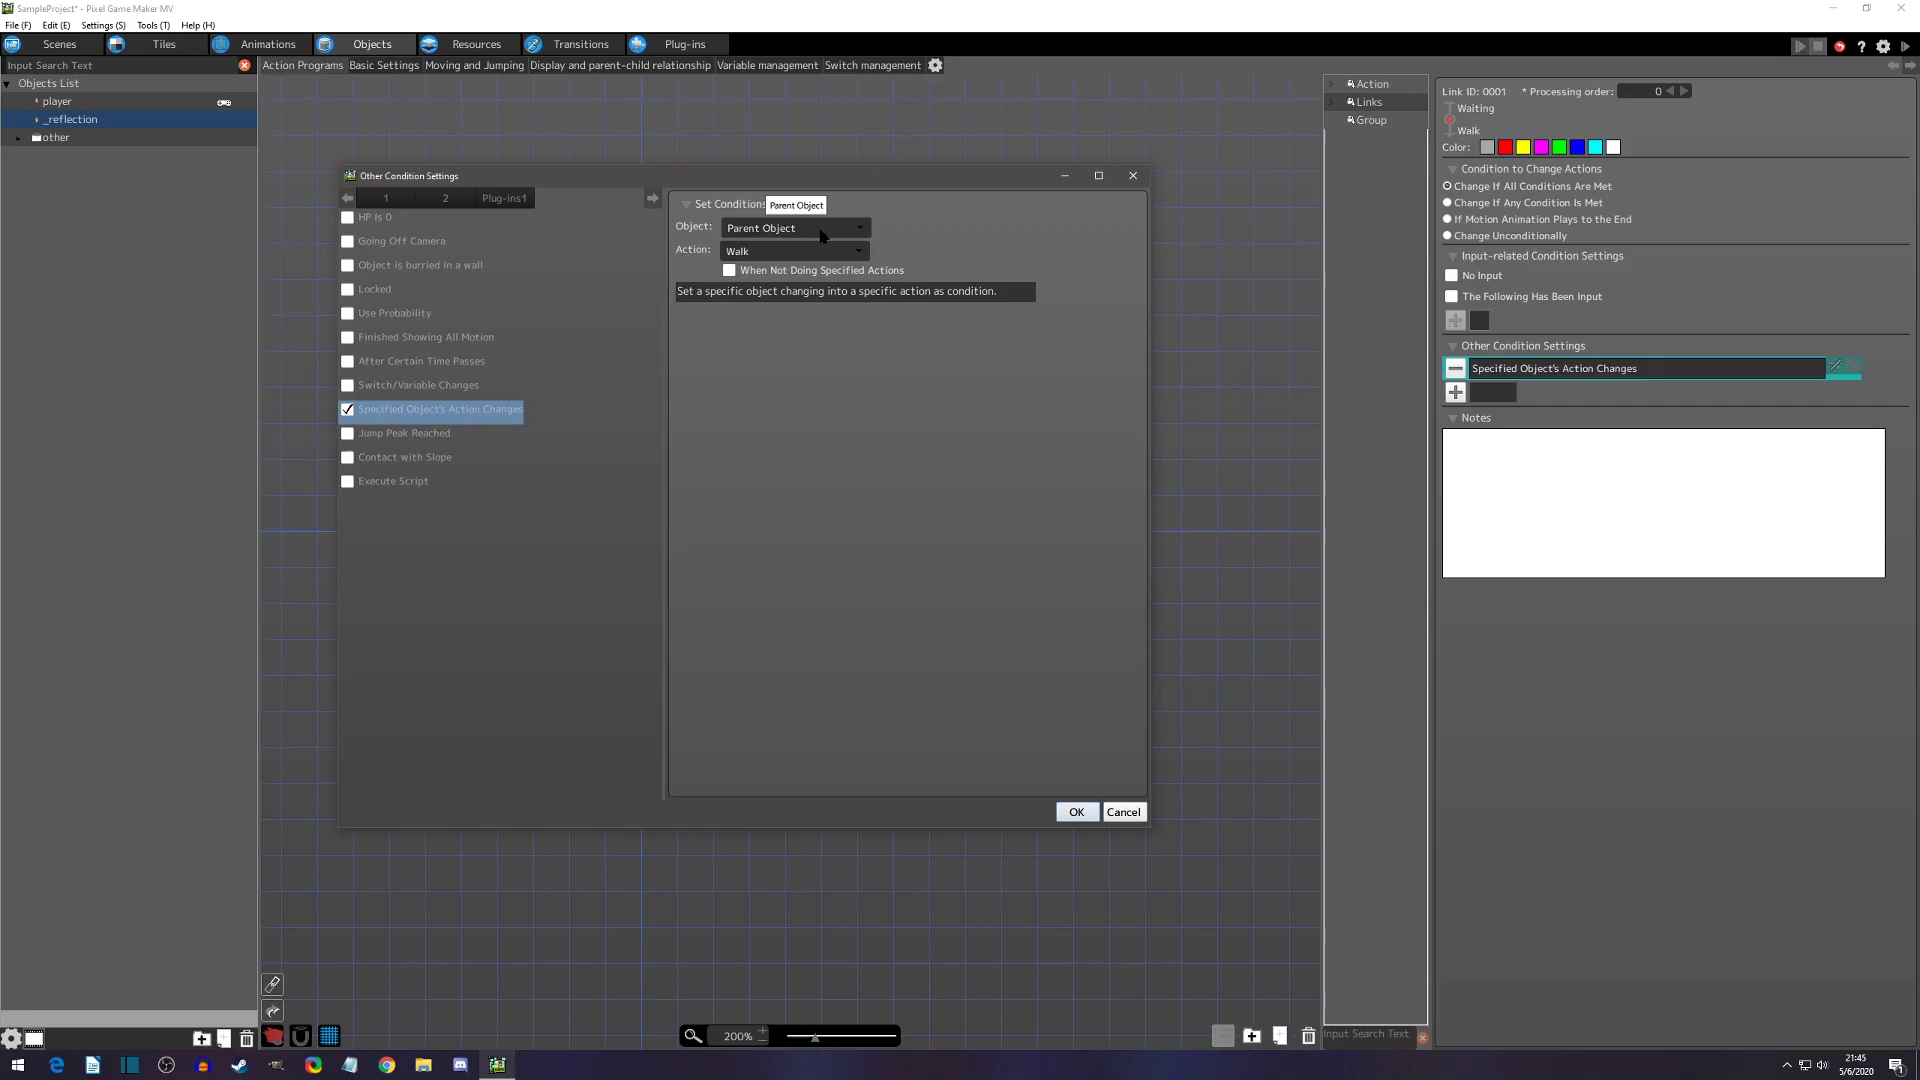 SampleProject* - Pixel Game Maker MV
File (F) Edit (E) Settings (S) Tools (T) Help (H)
Scenes Tiles Animations Objects Resources Transitions Plug-ins
Input Search Text
Action Programs Basic Settings Moving and Jumping Display and parent-child relationship Variable management Switch management
Objects List
player
_reflection
other
Action
Links
Group
Link ID: 0001 * Processing order: 0
Waiting
Walk
Color:
Condition to Change Actions
Change If All Conditions Are Met
Change If Any Condition Is Met
If Motion Animation Plays to the End
Change Unconditionally
Input-related Condition Settings
No Input
The Following Has Been Input
Other Condition Settings
Specified Object's Action Changes
Notes
Other Condition Settings
1 2 Plug-ins1
HP Is 0
Going Off Camera
Object is burried in a wall
Locked
Use Probability
Finished Showing All Motion
After Certain Time Passes
Switch/Variable Changes
Specified Object's Action Changes
Jump Peak Reached
Contact with Slope
Execute Script
Set Conditions
Parent Object
Object: Parent Object
Action: Walk
When Not Doing Specified Actions
Set a specific object changing into a specific action as condition.
OK Cancel
200%
Input Search Text
21:45
5/6/2020